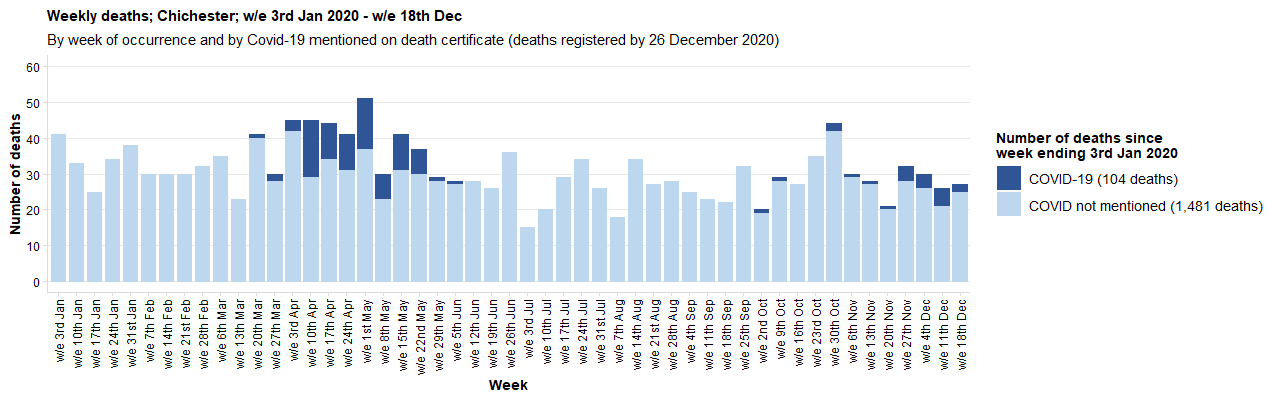 Weekly deaths; Chichester; w/e 3rd Jan 2020 - w/e 18th Dec
By week of occurrence and by Covid-19 mentioned on death certificate (deaths registered by 26 December 2020)
Number of deaths
60
50
40
30
20
10
0
w/e 3rd Jan
w/e 10th Jan
w/e 17th Jan
w/e 24th Jan
w/e 31st Jan
w/e 7th Feb
w/e 14th Feb
w/e 21st Feb
w/e 28th Feb
w/e 6th Mar
w/e 13th Mar
w/e 20th Mar
w/e 27th Mar
w/e 3rd Apr
w/e 10th Apr
w/e 17th Apr
w/e 24th Apr
w/e 1st May
w/e 8th May
w/e 15th May
w/e 22nd May
w/e 29th May
w/e 5th Jun
w/e 12th Jun
w/e 19th Jun
w/e 26th Jun
w/e 3rd Jul
w/e 10th Jul
w/e 17th Jul
w/e 24th Jul
w/e 31st Jul
w/e 7th Aug
w/e 14th Aug
w/e 21st Aug
w/e 28th Aug
w/e 4th Sep
w/e 11th Sep
w/e 18th Sep
w/e 25th Sep
w/e 2nd Oct
w/e 9th Oct
w/e 16th Oct
w/e 23rd Oct
w/e 30th Oct
w/e 6th Nov
w/e 13th Nov
w/e 20th Nov
w/e 27th Nov
w/e 4th Dec
w/e 11th Dec
w/e 18th Dec
Week
Number of deaths since
week ending 3rd Jan 2020
COVID-19 (104 deaths)
COVID not mentioned (1,481 deaths)